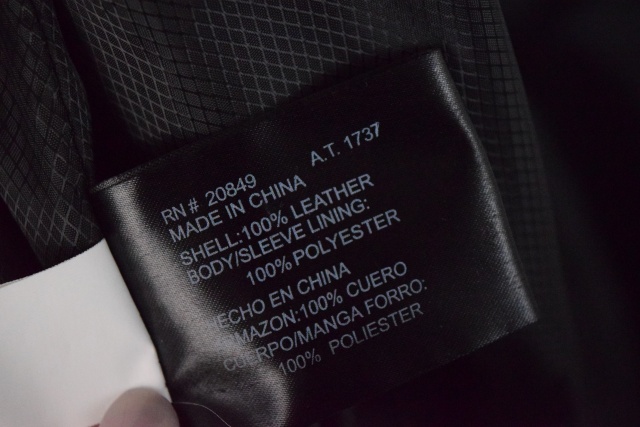 RN # 20849 A.T. 1737
MADE IN CHINA
SHELL:100% LEATHER
BODY/SLEEVE LINING:
100% POLYESTER
ECHO EN CHINA
MAZON:100% CUERO
CUERPO/MANGA FORRO:
100% POLIESTER